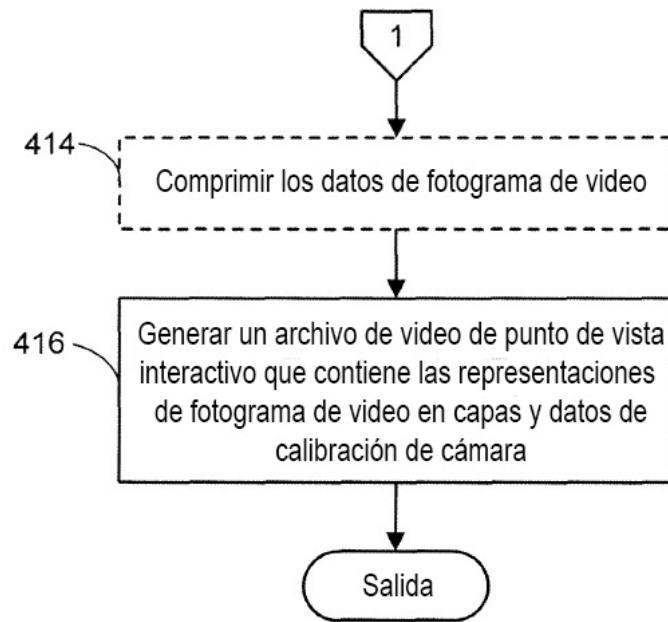 1
414
Comprimir los datos de fotograma de video
416
Generar un archivo de video de punto de vista
interactivo que contiene las representaciones
de fotograma de video en capas y datos de
calibración de cámara
Salida